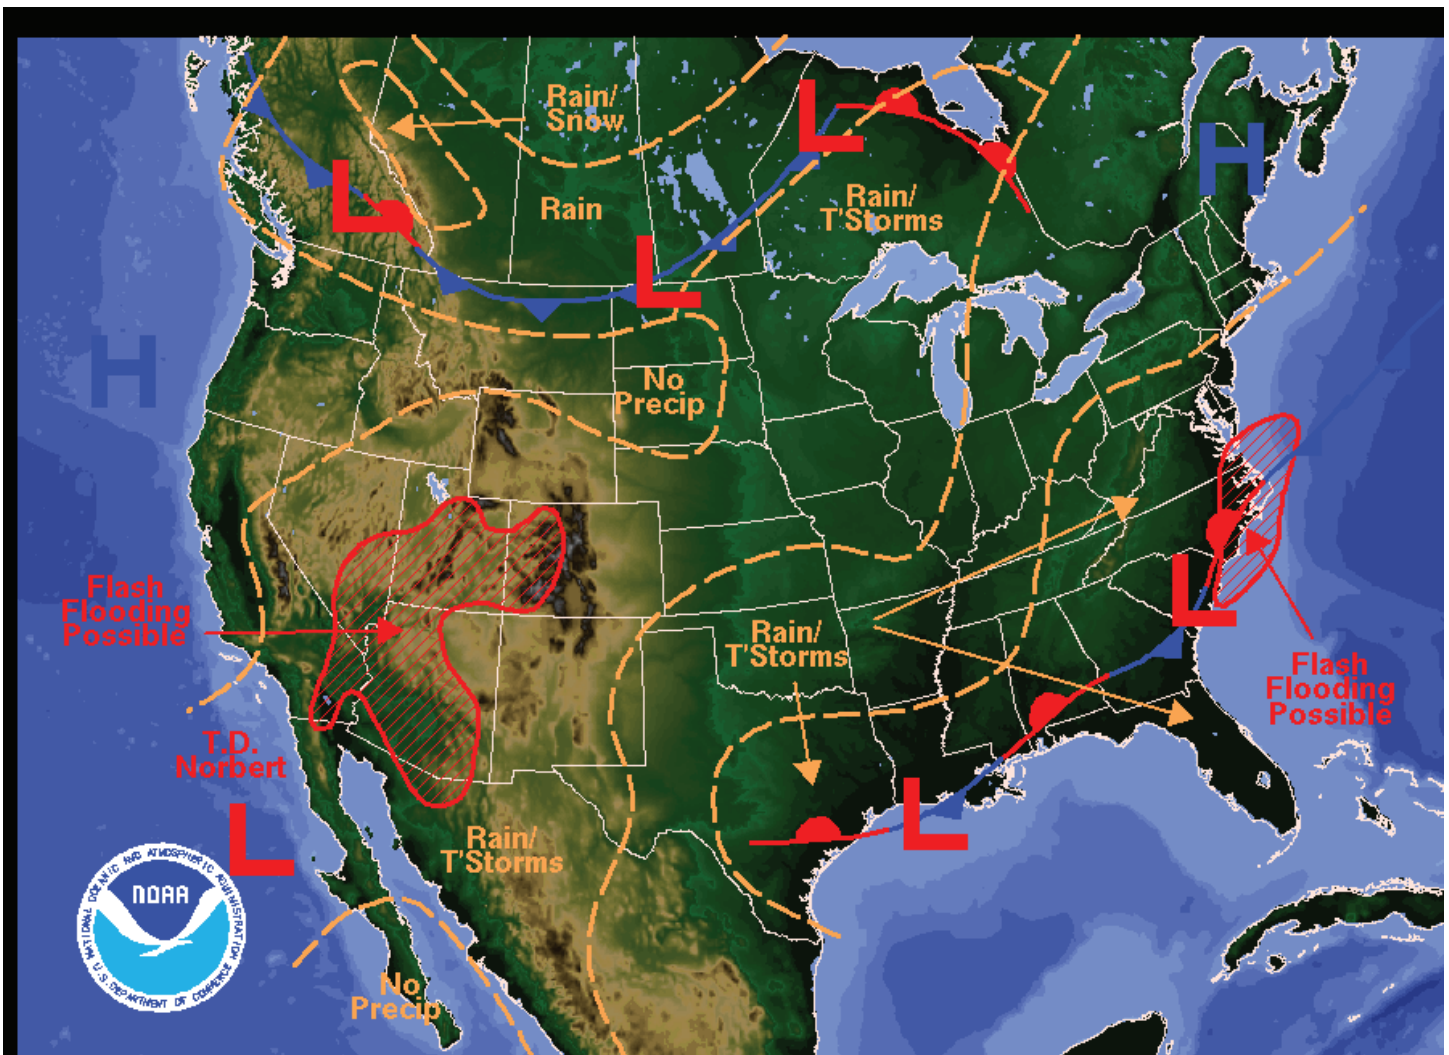 Rain/
Snow
Rain
Rain/
T'Storms
L
L
L
H
H
No
Precip
Flash
Flooding
Possible
Rain/
T'Storms
L
Flash
Flooding
Possible
T.D.
Norbert
L
L
Rain/
T'Storms
No
Precip
NATIONAL OCEANIC AND ATMOSPHERIC ADMINISTRATION
NOAA
U.S. DEPARTMENT OF COMMERCE